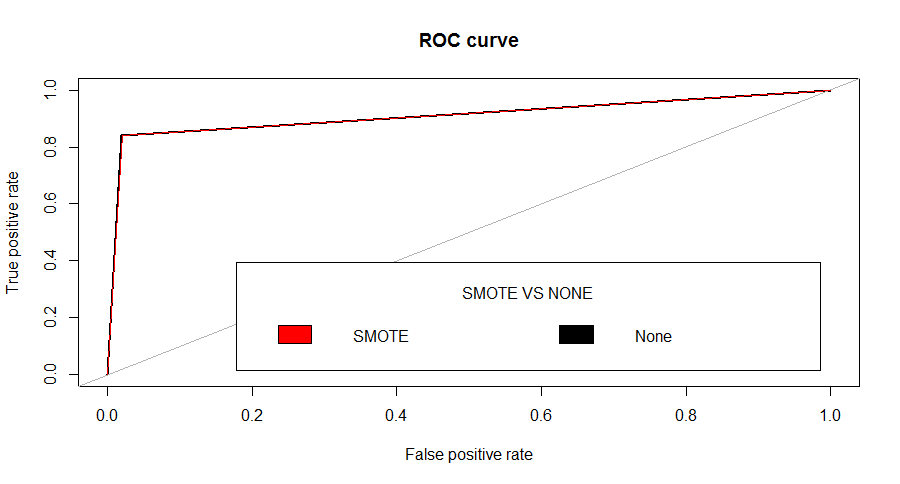 ROC curve
True positive rate
1.0
0.8
0.6
0.4
0.2
0.0
SMOTE VS NONE
SMOTE None
0.0 0.2 0.4 0.6 0.8 1.0
False positive rate